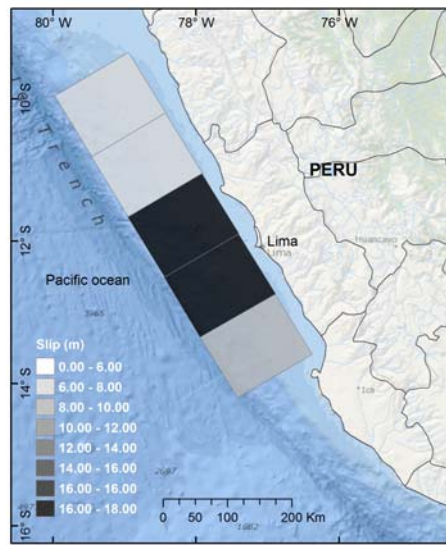 80° W 78° W 76° W
10°S
Trench
PERU
12°S
Lima
Lima
Huancayo
Pacific ocean
Slip (m)
0.00 - 6.00
6.00 - 8.00
8.00 - 10.00
10.00 - 12.00
12.00 - 14.00
14.00 - 16.00
16.00 - 16.00
16.00 - 18.00
14°S
Ica
0 50 100 200 Km
16°S